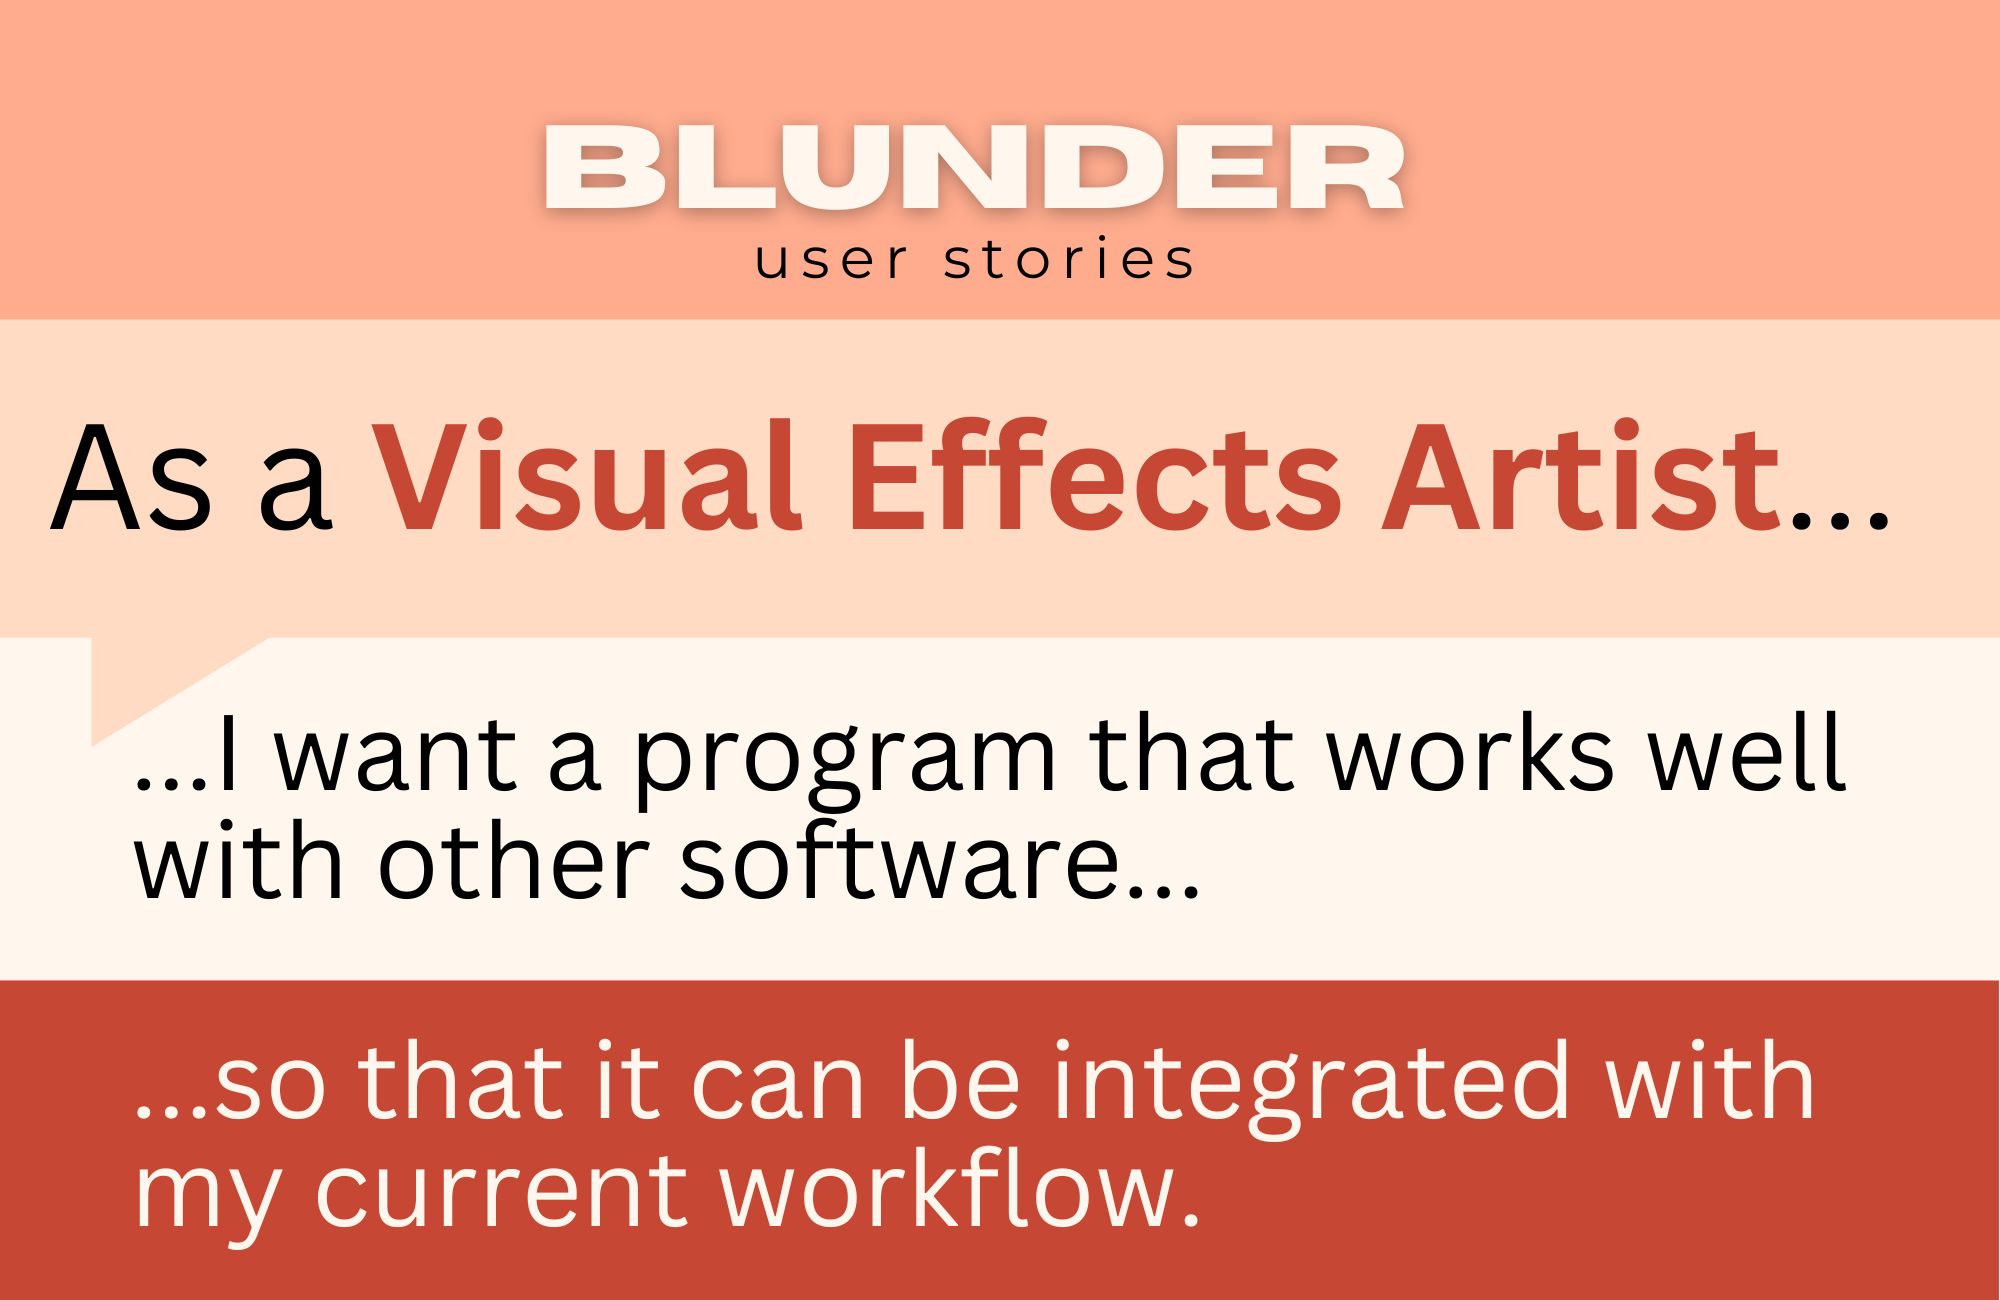 BLUNDER
user stories
As a Visual Effects Artist...
...I want a program that works well
with other software...
...so that it can be integrated with
my current workflow.